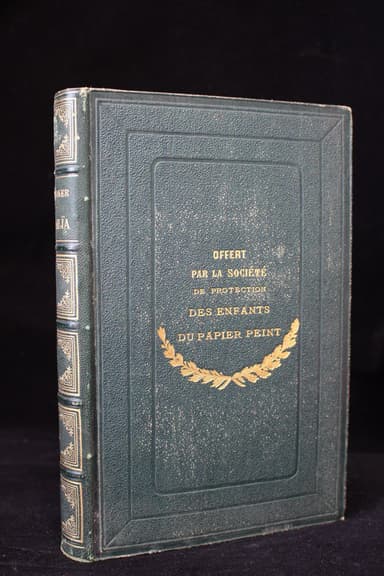 OFFERT
PAR LA SOCIÉTÉ
DE PROTECTION
DES ENFANTS
DU PAPIER PEINT